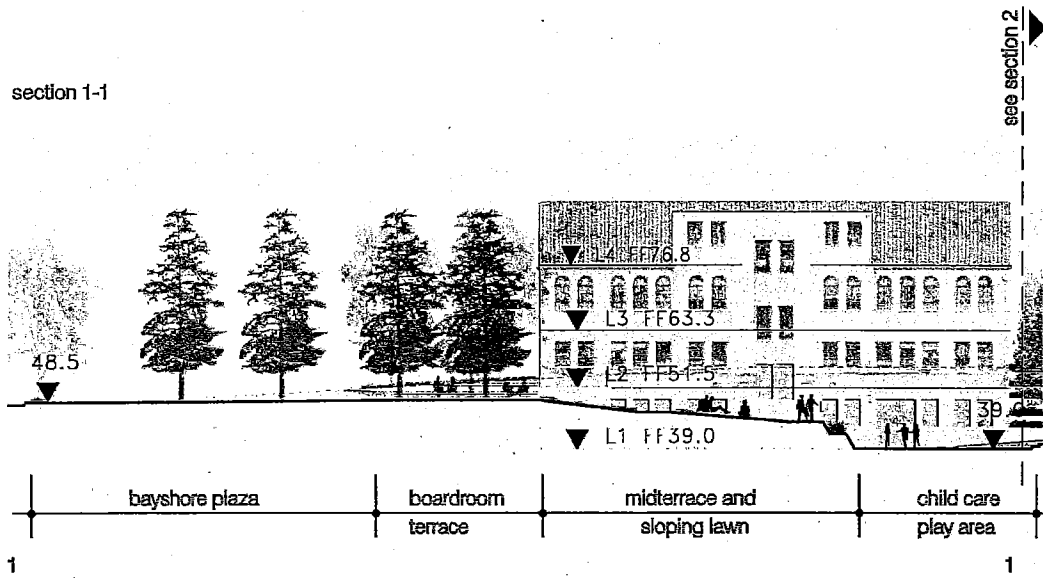 see section 2
section 1-1
L4 FF76.8
L3 FF63.3
48.5
L2 FF51.5
L1 FF39.0
bayshore plaza
boardroom
terrace
midterrace and
sloping lawn
child care
play area
1
1